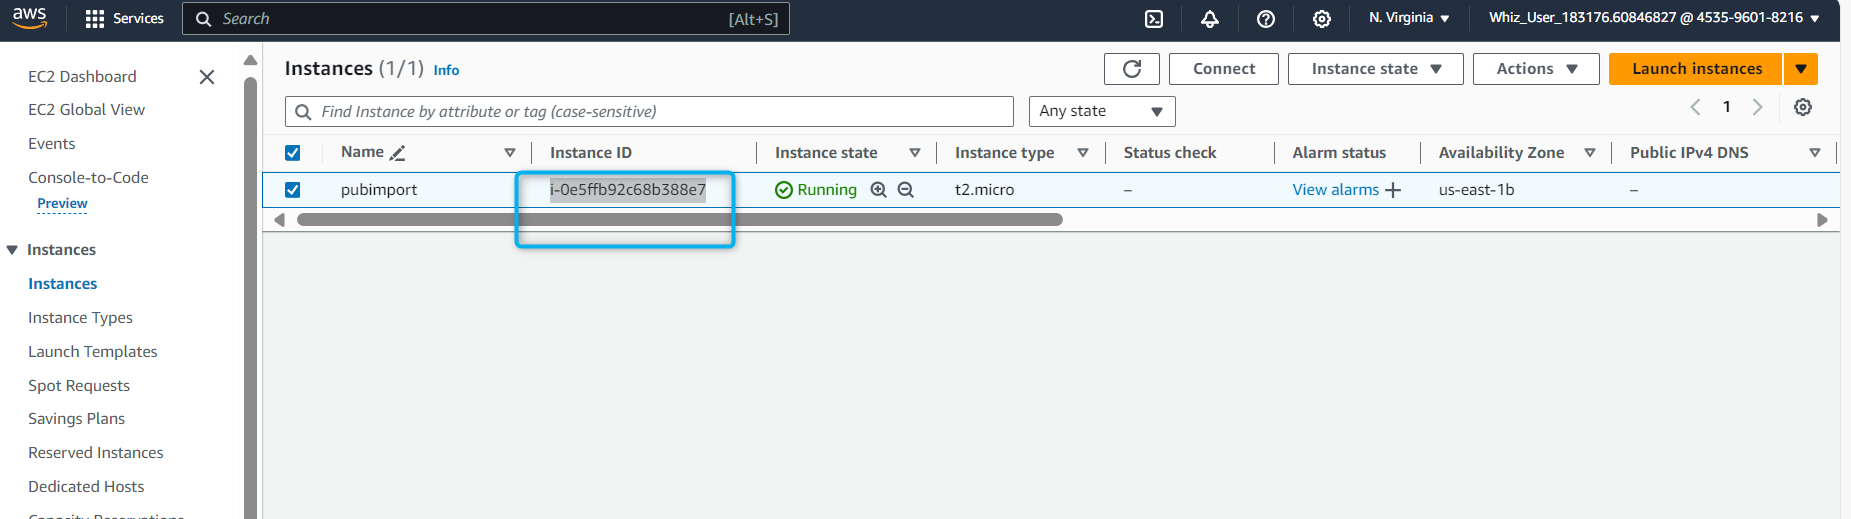 aws
Services
Search
[Alt+S]
N. Virginia
Whiz_User_183176.60846827 @ 4535-9601-8216
EC2 Dashboard
EC2 Global View
Events
Console-to-Code
Preview
Instances
Instances
Instance Types
Launch Templates
Spot Requests
Savings Plans
Reserved Instances
Dedicated Hosts
Capacity Reservations
Instances (1/1) Info
Connect
Instance state
Actions
Launch instances
Find Instance by attribute or tag (case-sensitive)
Any state
1
Name
Instance ID
Instance state
Instance type
Status check
Alarm status
Availability Zone
Public IPv4 DNS
pubimport
i-0e5ffb92c68b388e7
Running
t2.micro
–
View alarms
us-east-1b
–